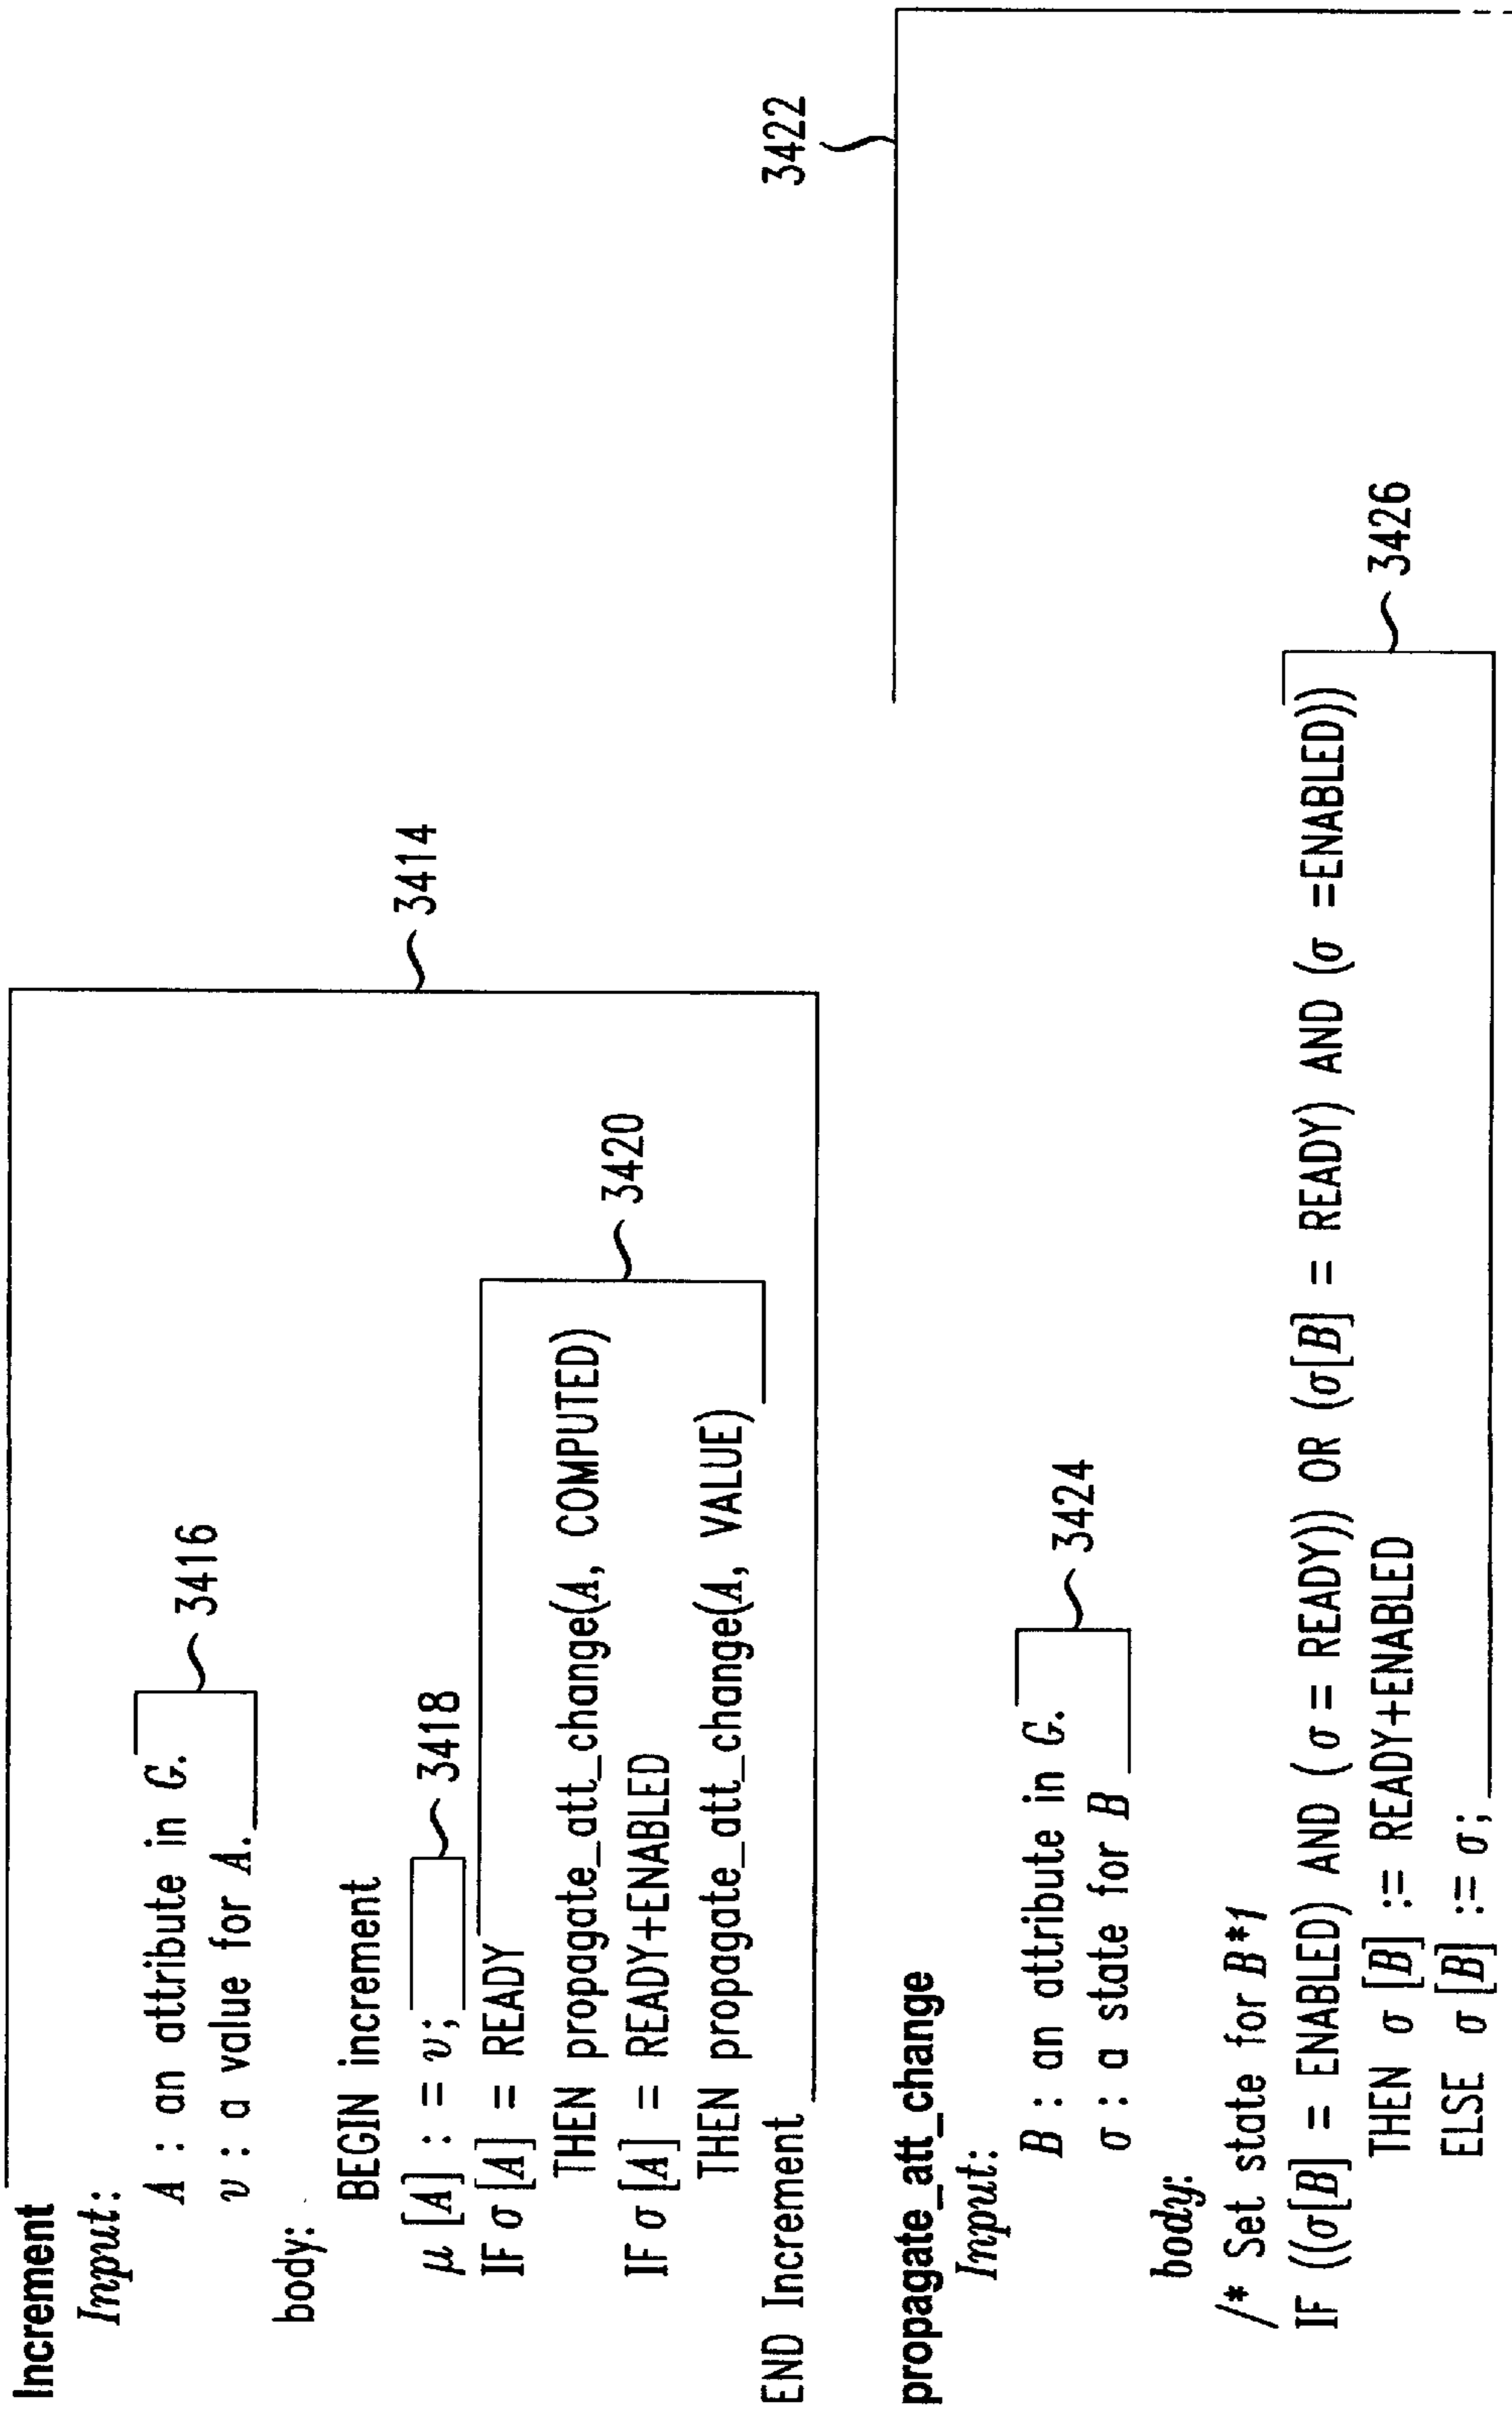 Increment
Input:
A : an attribute in G.
v : a value for A.
3416
body:
BEGIN increment
μ [A] : = v;
3418
IF σ [A] = READY
THEN propagate_att_change(A, COMPUTED)
IF σ [A] = READY+ENABLED
THEN propagate_att_change(A, VALUE)
3420
END Increment
3414
propagate_att_change
3422
Input:
B : an attribute in G.
σ : a state for B
3424
body:
/* Set state for B*1
IF ((σ[B] = ENABLED) AND (σ = READY)) OR (σ[B] = READY) AND (σ =ENABLED))
THEN σ [B] := READY+ENABLED
ELSE σ [B] := σ;
3426